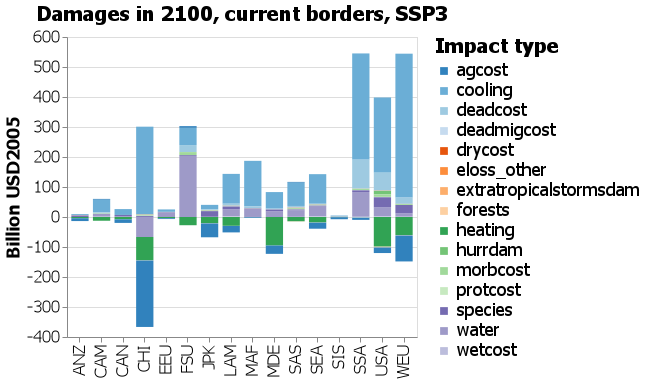 Damages in 2100, current borders, SSP3
Billion USD2005
600
500
400
300
200
100
0
-100
-200
-300
-400
ANZ
CAM
CAN
CHI
EEU
FSU
JPK
LAM
MAF
MDE
SAS
SEA
SIS
SSA
USA
WEU
Impact type
agcost
cooling
deadcost
deadmigcost
drycost
eloss_other
extratropicalstormsdam
forests
heating
hurrdam
morbcost
protcost
species
water
wetcost